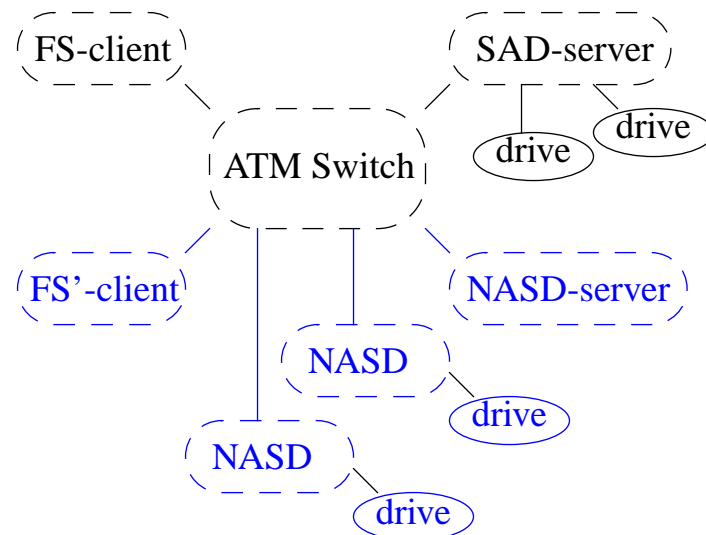 FS-client
SAD-server
drive
drive
ATM Switch
FS’-client
NASD-server
NASD
drive
NASD
drive